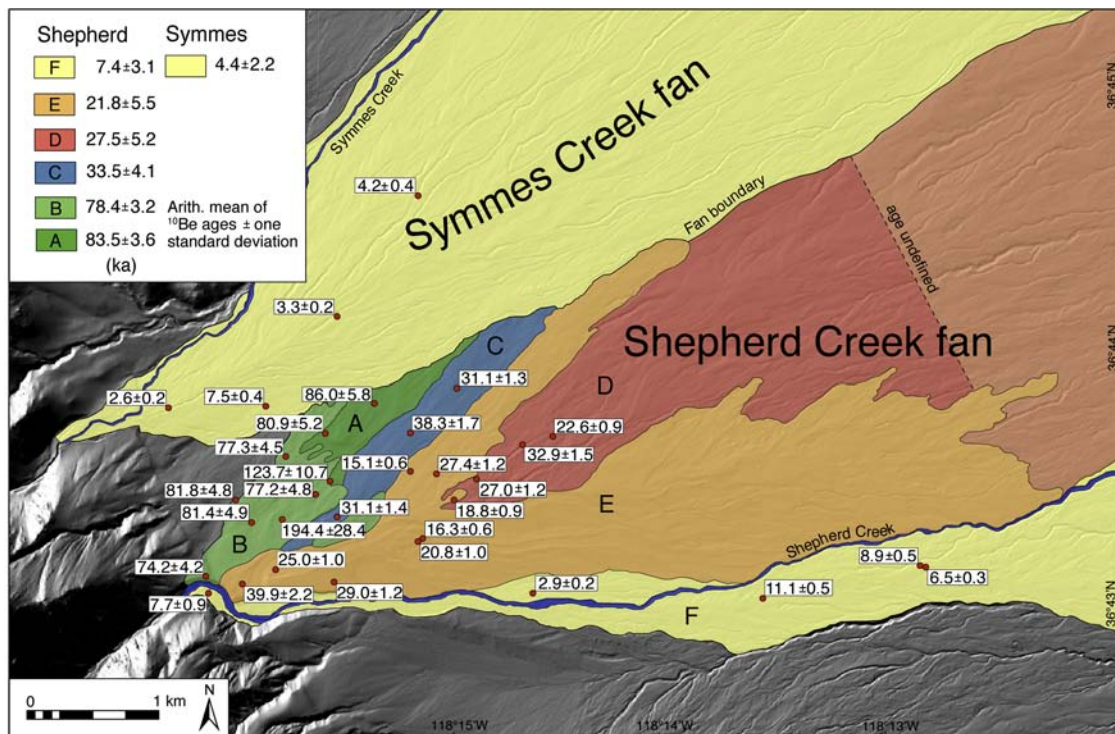 Shepherd Symmes
F 7.4±3.1 4.4±2.2
E 21.8±5.5
D 27.5±5.2
C 33.5±4.1
B 78.4±3.2
A 83.5±3.6
(ka)
Arith. mean of
¹⁰Be ages ± one
standard deviation
Symmes Creek
Symmes Creek fan
36°45'N
4.2±0.4
Fan boundary
age undefined
3.3±0.2
Shepherd Creek fan
36°44'N
C
31.1±1.3
D
2.6±0.2
7.5±0.4
86.0±5.8
A
80.9±5.2
38.3±1.7
22.6±0.9
32.9±1.5
77.3±4.5
123.7±10.7
15.1±0.6
27.4±1.2
27.0±1.2
81.8±4.8
77.2±4.8
18.8±0.9
E
81.4±4.9
194.4±28.4
31.1±1.4
16.3±0.6
20.8±1.0
Shepherd Creek
B
74.2±4.2
25.0±1.0
8.9±0.5
6.5±0.3
7.7±0.9
39.9±2.2
29.0±1.2
2.9±0.2
11.1±0.5
F
36°43'N
0 1 km
N
118°15'W
118°14'W
118°13'W